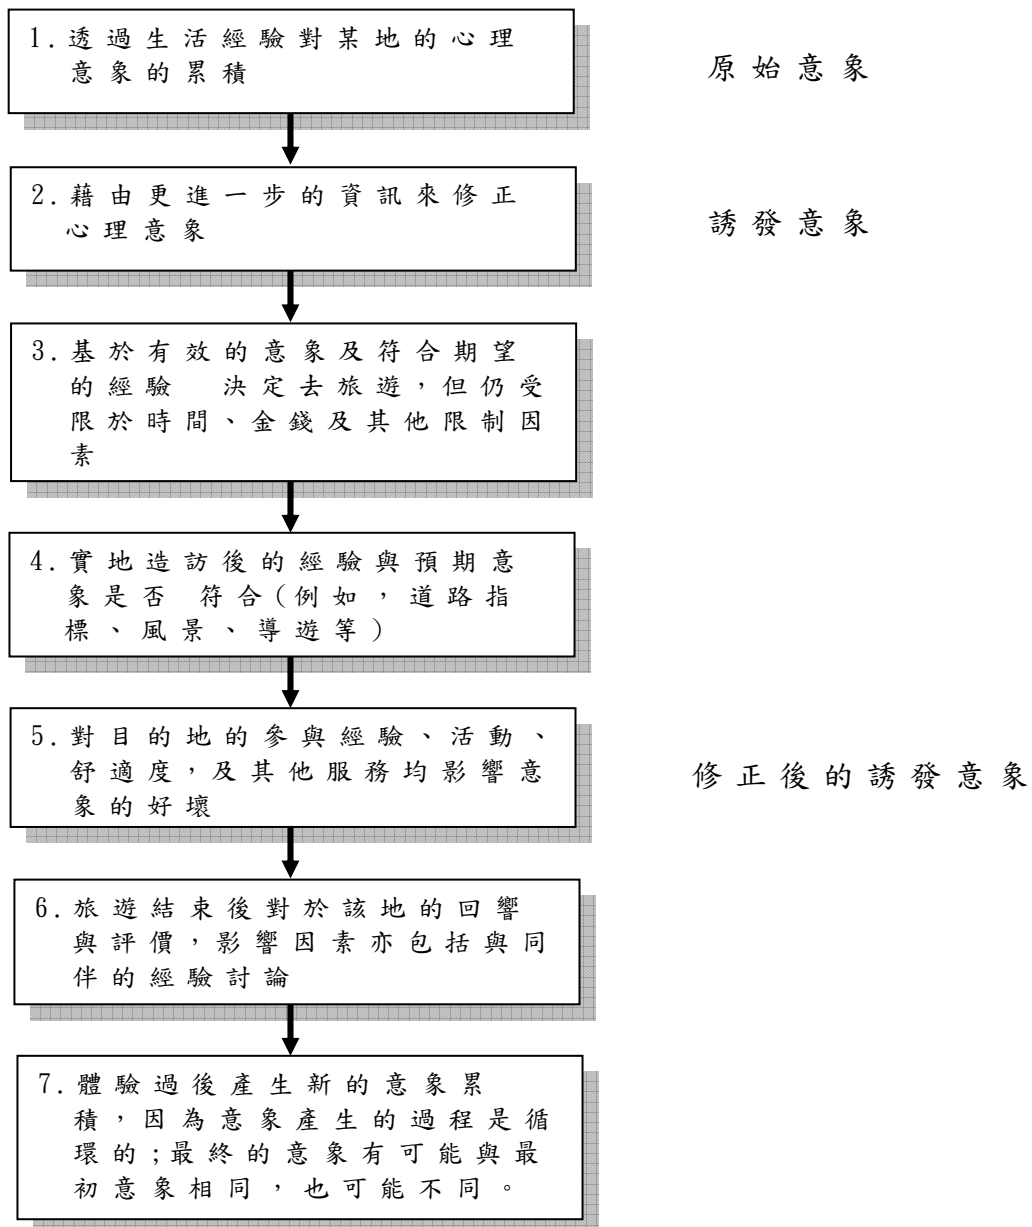 1.透過生活經驗對某地的心理
意象的累積
原始意象
2.藉由更進一步的資訊來修正
心理意象
誘發意象
3.基於有效的意象及符合期望
的經驗 決定去旅遊，但仍受
限於時間、金錢及其他限制因
素
4.實地造訪後的經驗與預期意
象是否 符合(例如，道路指
標、風景、導遊等)
5.對目的地的參與經驗、活動、
舒適度，及其他服務均影響意
象的好壞
修正後的誘發意象
6.旅遊結束後對於該地的回響
與評價，影響因素亦包括與同
伴的經驗討論
7.體驗過後產生新的意象累
積，因為意象產生的過程是循
環的;最終的意象有可能與最
初意象相同，也可能不同。